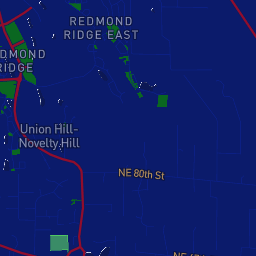 REDMOND
RIDGE EAST
DMOND
RIDGE
Union Hill-
Novelty Hill
NE 80th St